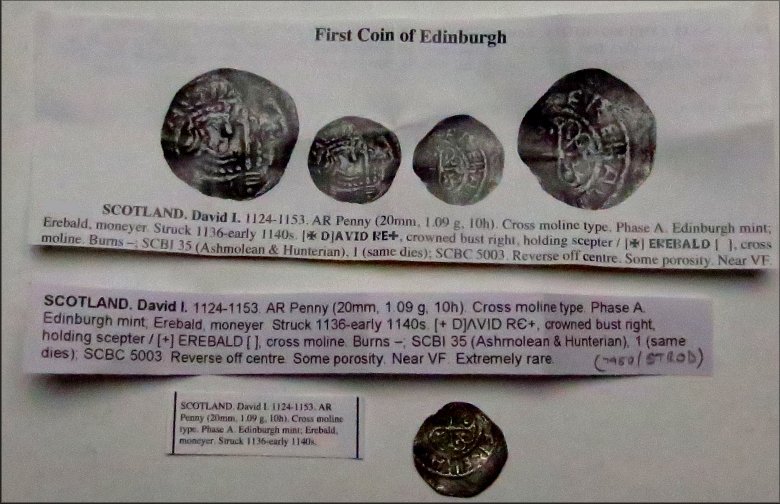 First Coin of Edinburgh
SCOTLAND. David I. 1124-1153. AR Penny (20mm, 1.09 g, 10h). Cross moline type. Phase A. Edinburgh mint;
Erebald, moneyer. Struck 1136-early 1140s. [✠ D]AVID RE+, crowned bust right, holding scepter / [✠] EREBALD [ ], cross
moline. Burns –; SCBI 35 (Ashmolean & Hunterian), 1 (same dies); SCBC 5003. Reverse off centre. Some porosity. Near VF.
SCOTLAND. David I. 1124-1153. AR Penny (20mm, 1.09 g, 10h). Cross moline type. Phase A.
Edinburgh mint, Erebald, moneyer Struck 1136-early 1140s. [+ D]ΛVID RЄ+, crowned bust right,
holding scepter / [+] EREBALD [ ], cross moline. Burns –; SCBI 35 (Ashmolean & Hunterian), 1 (same
dies); SCBC 5003 Reverse off centre. Some porosity. Near VF. Extremely rare.
SCOTLAND. David I. 1124-1153. AR
Penny (20mm, 1.09 g, 10h). Cross moline
type. Phase A. Edinburgh mint; Erebald,
moneyer. Struck 1136-early 1140s.